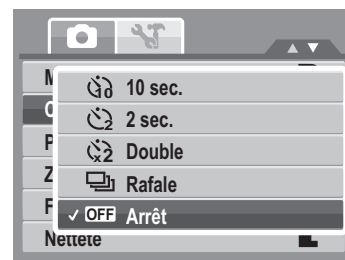 M
10 sec.
O
2 sec.
P
Double
Z
Rafale
F
OFF Arrêt
Netteté